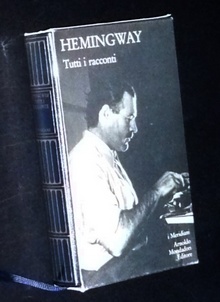 HEMINGWAY
Tutti i racconti
i Meridiani
Arnoldo
Mondadori
Editore